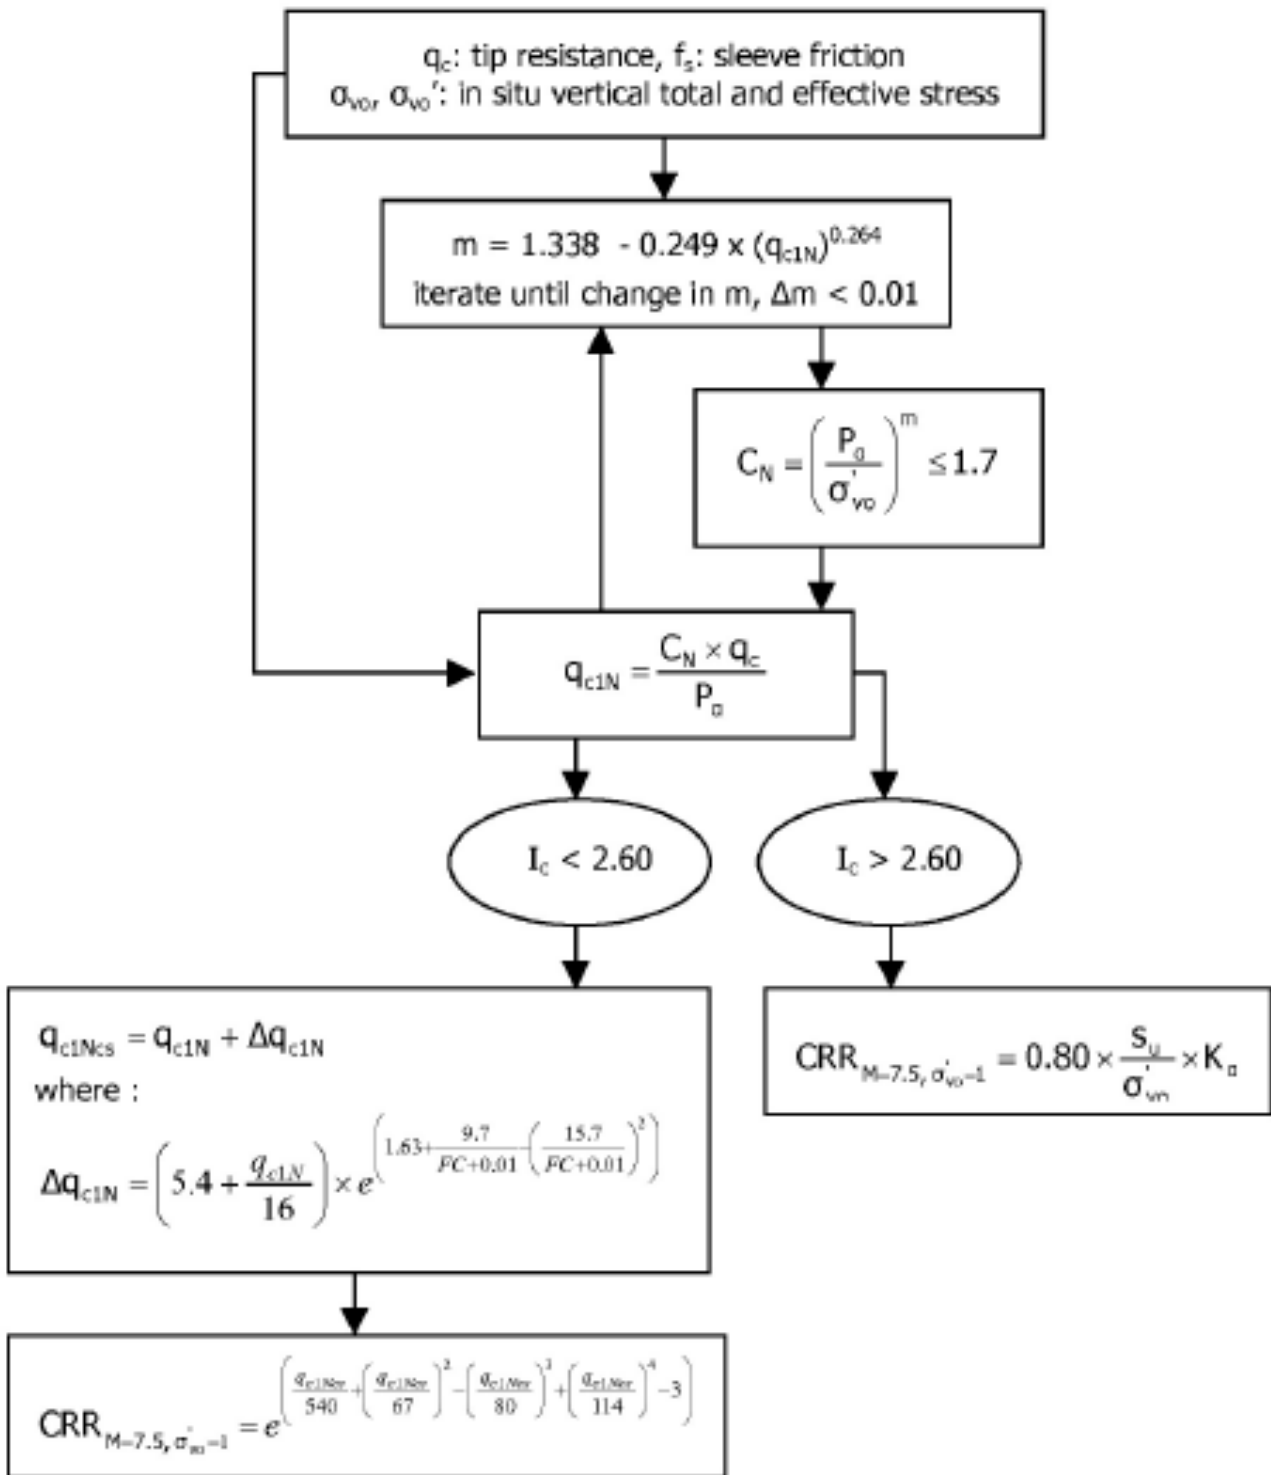 q_c: tip resistance, f_s: sleeve friction
σ_vo, σ_vo': in situ vertical total and effective stress
m = 1.338 - 0.249 x (q_c1N)^0.264
iterate until change in m, Δm < 0.01
C_N = (P_a / σ'_vo)^m ≤ 1.7
q_c1N = (C_N × q_c) / P_a
I_c < 2.60
I_c > 2.60
q_c1Ncs = q_c1N + Δq_c1N
where :
Δq_c1N = (5.4 + q_c1N / 16) × e^(1.63 + 9.7 / (FC+0.01) - (15.7 / (FC+0.01))^2)
CRR_M=7.5, σ'_vo=1 = 0.80 × s_u / σ'_vo × K_α
CRR_M=7.5, σ'_vo=1 = e^(q_c1Ncs / 540 + (q_c1Ncs / 67)^2 - (q_c1Ncs / 80)^3 + (q_c1Ncs / 114)^4 - 3)